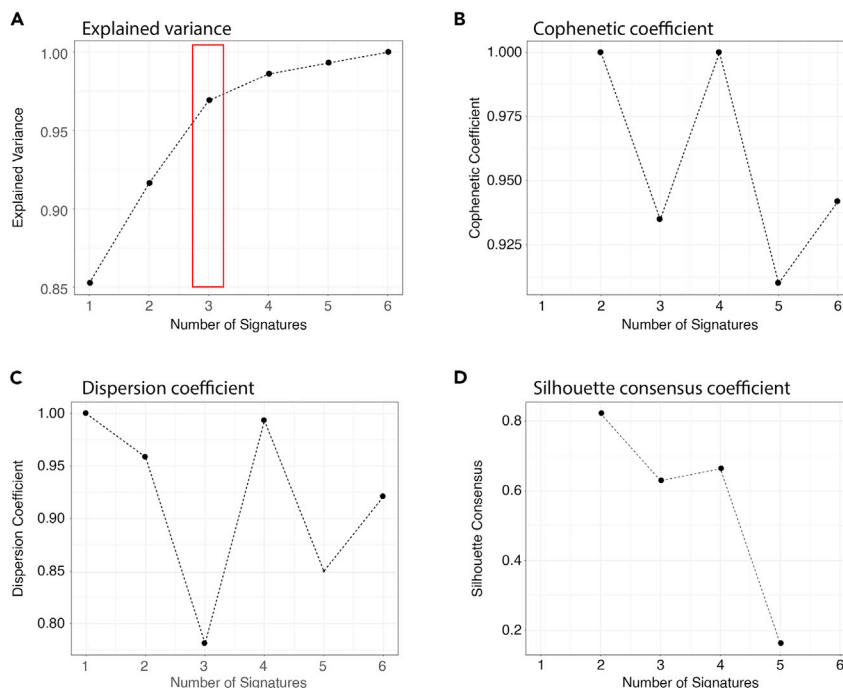 A
Explained variance
1.00
0.95
0.90
0.85
Explained Variance
1 2 3 4 5 6
Number of Signatures
B
Cophenetic coefficient
1.000
0.975
0.950
0.925
Cophenetic Coefficient
1 2 3 4 5 6
Number of Signatures
C
Dispersion coefficient
1.00
0.95
0.90
0.85
0.80
Dispersion Coefficient
1 2 3 4 5 6
Number of Signatures
D
Silhouette consensus coefficient
0.8
0.6
0.4
0.2
Silhouette Consensus
1 2 3 4 5 6
Number of Signatures